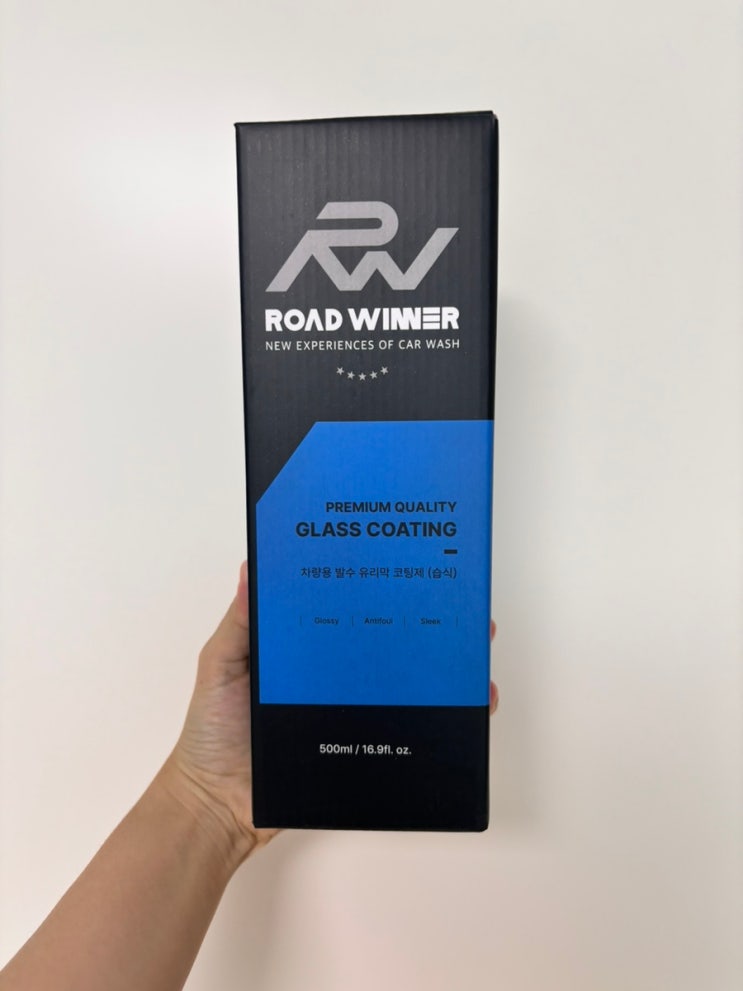 RW
ROAD WINNER
NEW EXPERIENCES OF CAR WASH
PREMIUM QUALITY
GLASS COATING
차량용 발수 유리막 코팅제 (습식)
Glossy | Antifoul | Sleek
500ml / 16.9fl. oz.